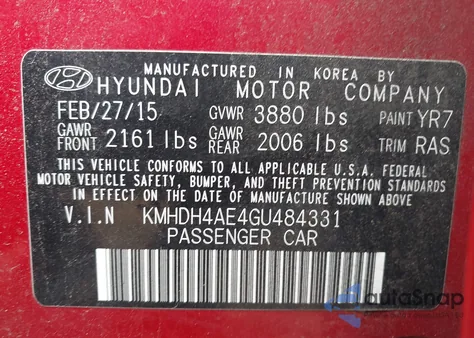 MANUFACTURED IN KOREA BY
HYUNDAI MOTOR COMPANY
FEB/27/15 GVWR 3880 lbs PAINT YR7
GAWR FRONT 2161 lbs GAWR REAR 2006 lbs TRIM RAS
THIS VEHICLE CONFORMS TO ALL APPLICABLE U.S.A. FEDERAL
MOTOR VEHICLE SAFETY, BUMPER, AND THEFT STANDARDS
IN EFFECT ON THE DATE OF MANUFACTURE SHOWN ABOVE.
V.I.N KMHDH4AE4GU484331
PASSENGER CAR
autoSnap